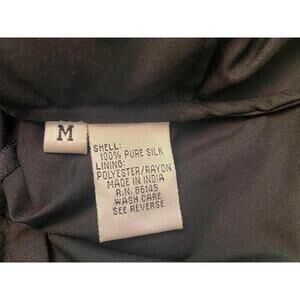 M
SHELL:
100% PURE SILK
LINING:
POLYESTER/RAYON
MADE IN INDIA
R.N. 86145
WASH CARE
SEE REVERSE